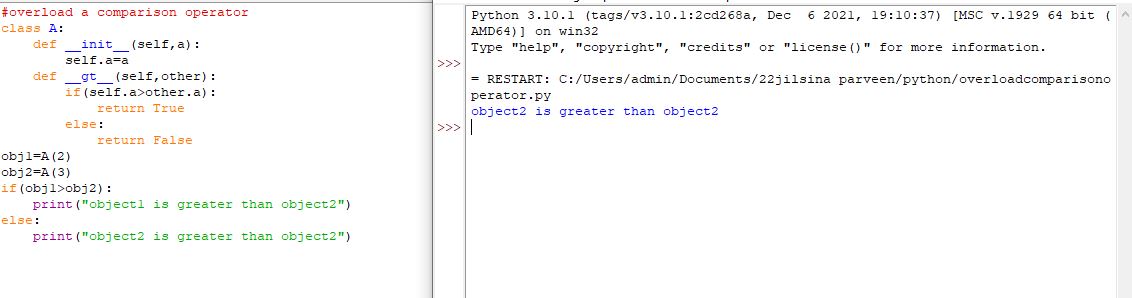 #overload a comparison operator
class A:
    def __init__(self,a):
        self.a=a
    def __gt__(self,other):
        if(self.a>other.a):
            return True
        else:
            return False
obj1=A(2)
obj2=A(3)
if(obj1>obj2):
    print("object1 is greater than object2")
else:
    print("object2 is greater than object2")
Python 3.10.1 (tags/v3.10.1:2cd268a, Dec  6 2021, 19:10:37) [MSC v.1929 64 bit (
AMD64)] on win32
Type "help", "copyright", "credits" or "license()" for more information.
>>>
= RESTART: C:/Users/admin/Documents/22jilsina parveen/python/overloadcomparisono
perator.py
object2 is greater than object2
>>>